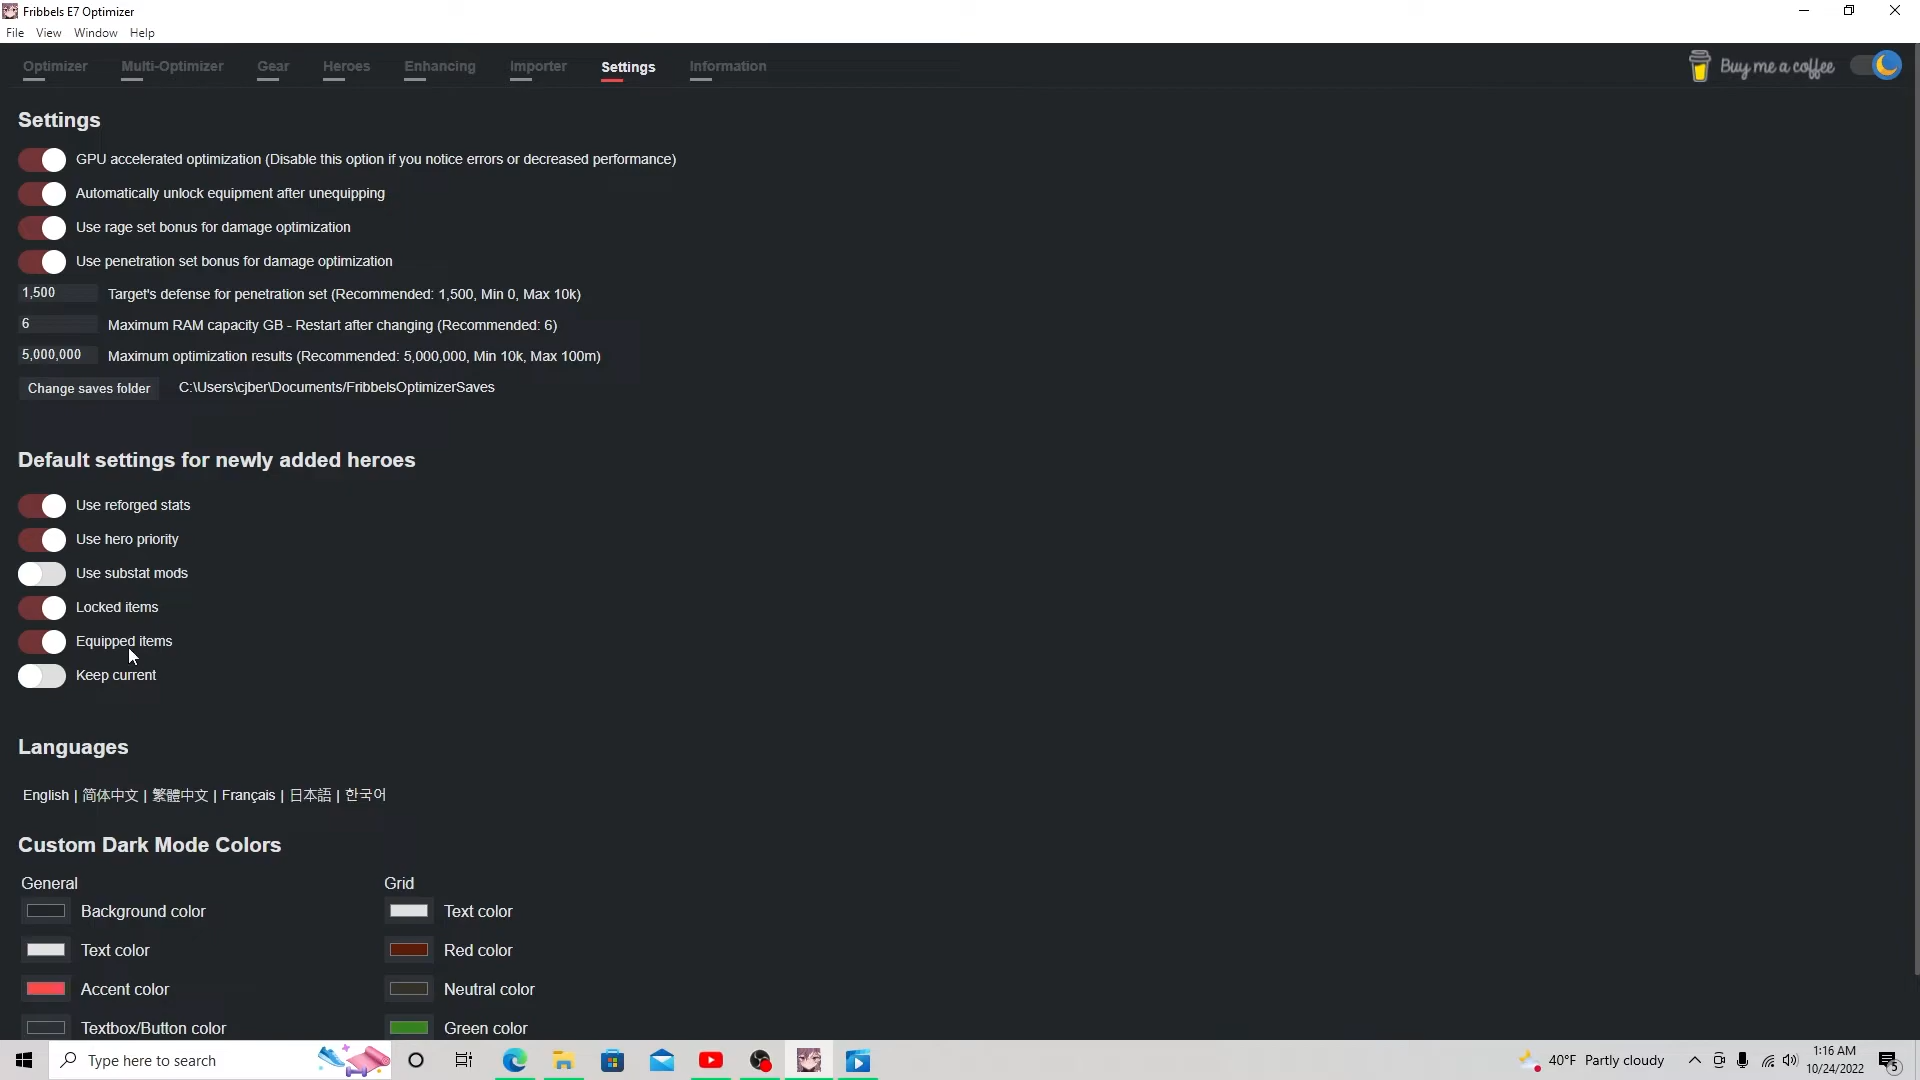 Fribbels E7 Optimizer
File View Window Help
Optimizer Multi-Optimizer Gear Heroes Enhancing Importer Settings Information
Buy me a coffee
Settings
GPU accelerated optimization (Disable this option if you notice errors or decreased performance)
Automatically unlock equipment after unequipping
Use rage set bonus for damage optimization
Use penetration set bonus for damage optimization
1,500 Target's defense for penetration set (Recommended: 1,500, Min 0, Max 10k)
6 Maximum RAM capacity GB - Restart after changing (Recommended: 6)
5,000,000 Maximum optimization results (Recommended: 5,000,000, Min 10k, Max 100m)
Change saves folder C:\Users\cjber\Documents/FribbelsOptimizerSaves
Default settings for newly added heroes
Use reforged stats
Use hero priority
Use substat mods
Locked items
Equipped items
Keep current
Languages
English | 简体中文 | 繁體中文 | Français | 日本語 | 한국어
Custom Dark Mode Colors
General Grid
Background color Text color
Text color Red color
Accent color Neutral color
Textbox/Button color Green color
Type here to search
40°F Partly cloudy
1:16 AM
10/24/2022
5